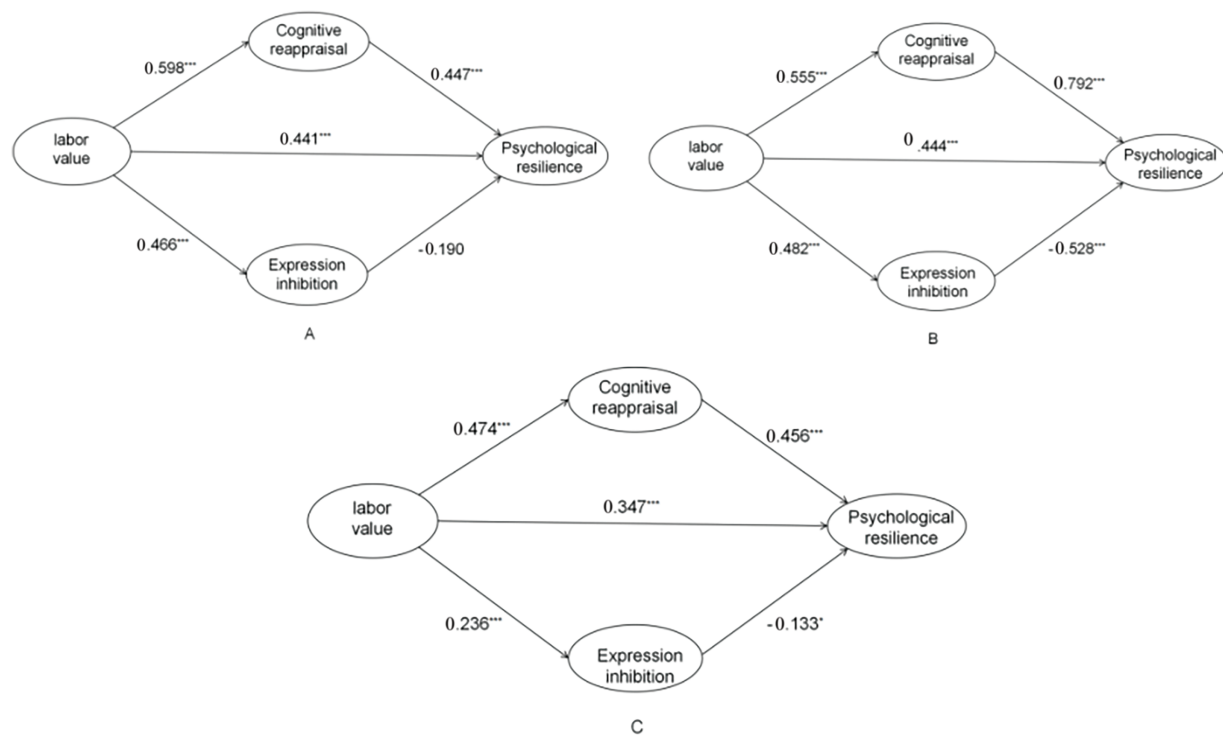 Cognitive
reappraisal
0.598***
0.447***
labor
value
0.441***
Psychological
resilience
0.466***
-0.190
Expression
inhibition
A
Cognitive
reappraisal
0.555***
0.792***
labor
value
0.444***
Psychological
resilience
0.482***
-0.528***
Expression
inhibition
B
Cognitive
reappraisal
0.474***
0.456***
labor
value
0.347***
Psychological
resilience
0.236***
-0.133*
Expression
inhibition
C